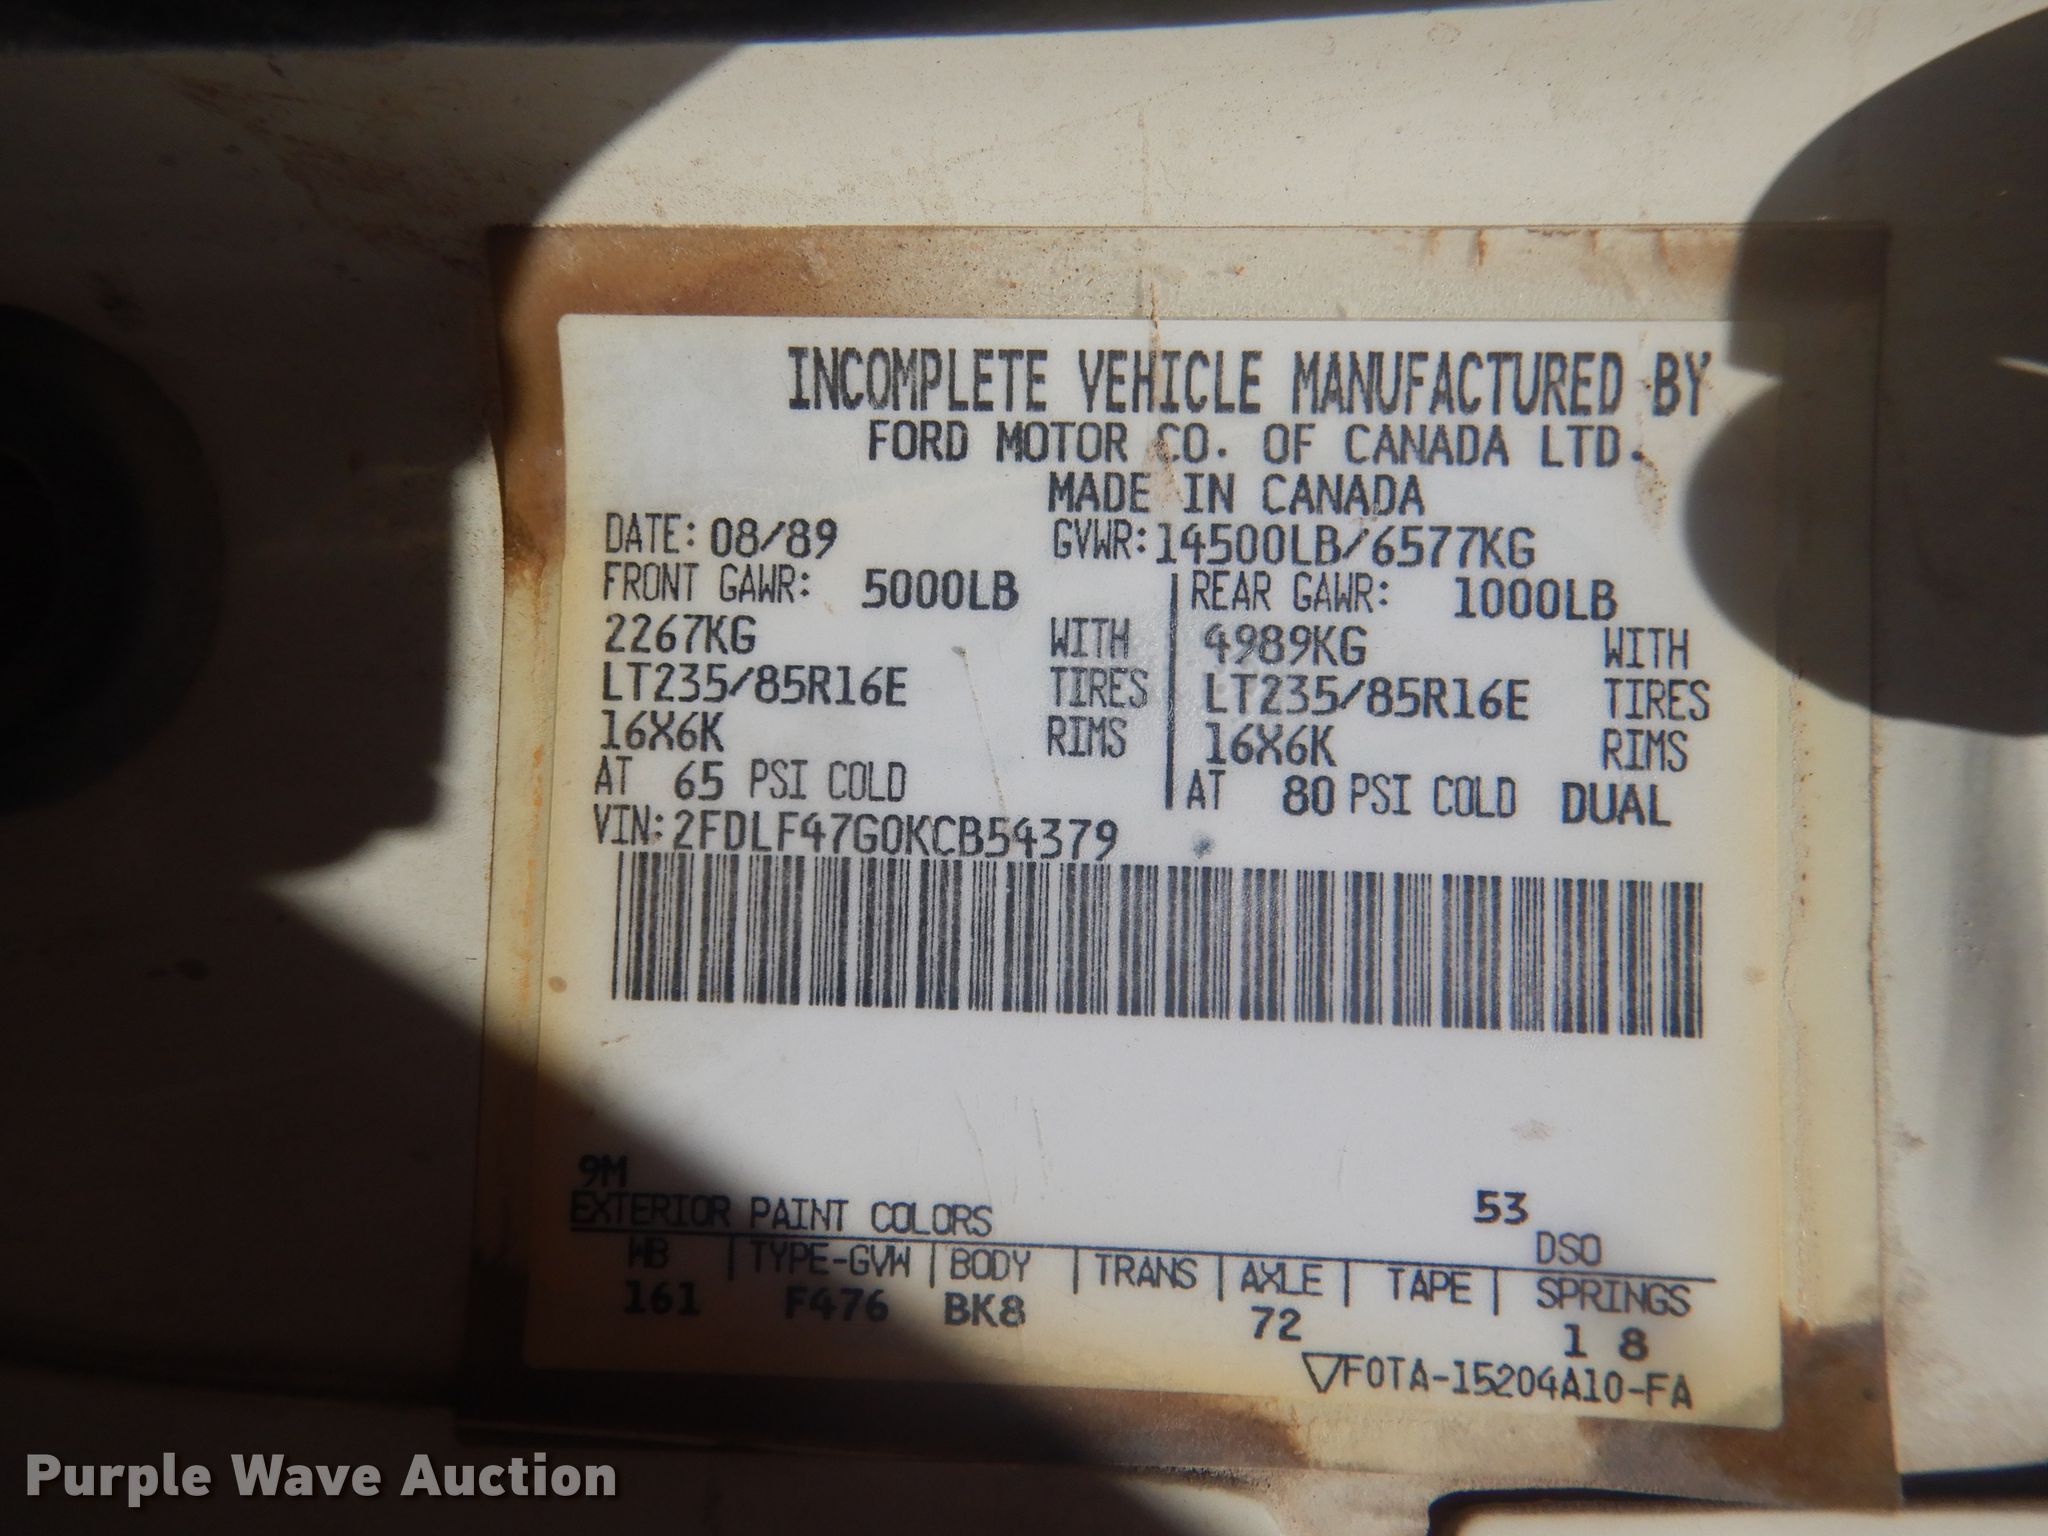 INCOMPLETE VEHICLE MANUFACTURED BY
FORD MOTOR CO. OF CANADA LTD.
MADE IN CANADA
DATE: 08/89 GVWR: 14500LB/6577KG
FRONT GAWR: 5000LB REAR GAWR: 1000LB
2267KG WITH 4989KG WITH
LT235/85R16E TIRES LT235/85R16E TIRES
16X6K RIMS 16X6K RIMS
AT 65 PSI COLD AT 80 PSI COLD DUAL
VIN: 2FDLF47G0KCB54379
9M 53
EXTERIOR PAINT COLORS DSO
WB TYPE-GVW BODY TRANS AXLE TAPE SPRINGS
161 F476 BK8 72 1 8
▽F0TA-15204A10-FA
Purple Wave Auction